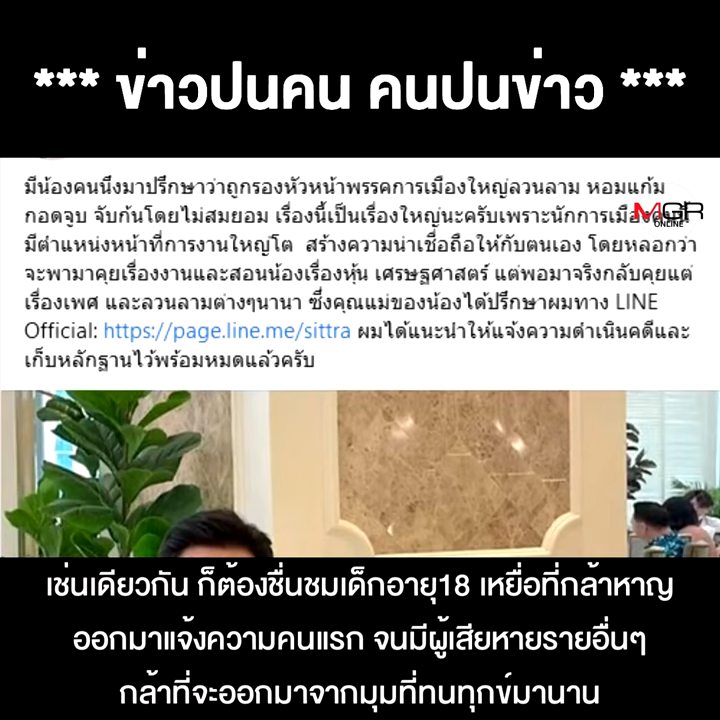 *** ข่าวปนคน คนปนข่าว ***
มีน้องคนนึงมาปรึกษาว่าถูกรองหัวหน้าพรรคการเมืองใหญ่ลวนลาม หอมแก้ม
กอดจูบ จับก้นโดยไม่สมยอม เรื่องนี้เป็นเรื่องใหญ่นะครับเพราะนักการเมือง
MGR
ONLINE
มีตำแหน่งหน้าที่การงานใหญ่โต สร้างความน่าเชื่อถือให้กับตนเอง โดยหลอกว่า
จะพามาคุยเรื่องงานและสอนน้องเรื่องหุ้น เศรษฐศาสตร์ แต่พอมาจริงกลับคุยแต่
เรื่องเพศ และลวนลามต่างๆนานา ซึ่งคุณแม่ของน้องได้ปรึกษาผมทาง LINE
Official: https://page.line.me/sittra ผมได้แนะนำให้แจ้งความดำเนินคดีและ
เก็บหลักฐานไว้พร้อมหมดแล้วครับ
เช่นเดียวกัน ก็ต้องชื่นชมเด็กอายุ18 เหยื่อที่กล้าหาญ
ออกมาแจ้งความคนแรก จนมีผู้เสียหายรายอื่นๆ
กล้าที่จะออกมาจากมุมที่ทนทุกข์มานาน